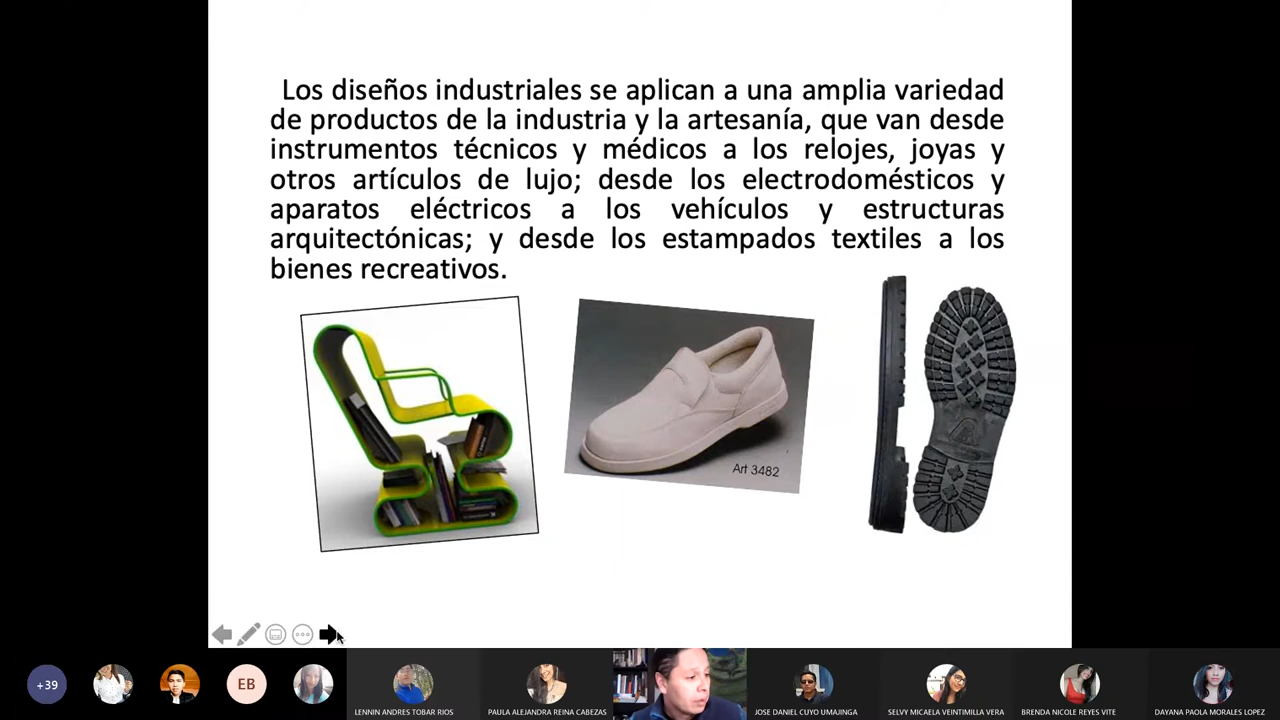 Los diseños industriales se aplican a una amplia variedad
de productos de la industria y la artesanía, que van desde
instrumentos técnicos y médicos a los relojes, joyas y
otros artículos de lujo; desde los electrodomésticos y
aparatos eléctricos a los vehículos y estructuras
arquitectónicas; y desde los estampados textiles a los
bienes recreativos.
Art 3482
+39
EB
LENNIN ANDRES TOBAR RIOS
PAULA ALEJANDRA REINA CABEZAS
JOSE DANIEL CUYO UMAJINGA
SELVY MICAELA VEINTIMILLA VERA
BRENDA NICOLE REYES VITE
DAYANA PAOLA MORALES LOPEZ